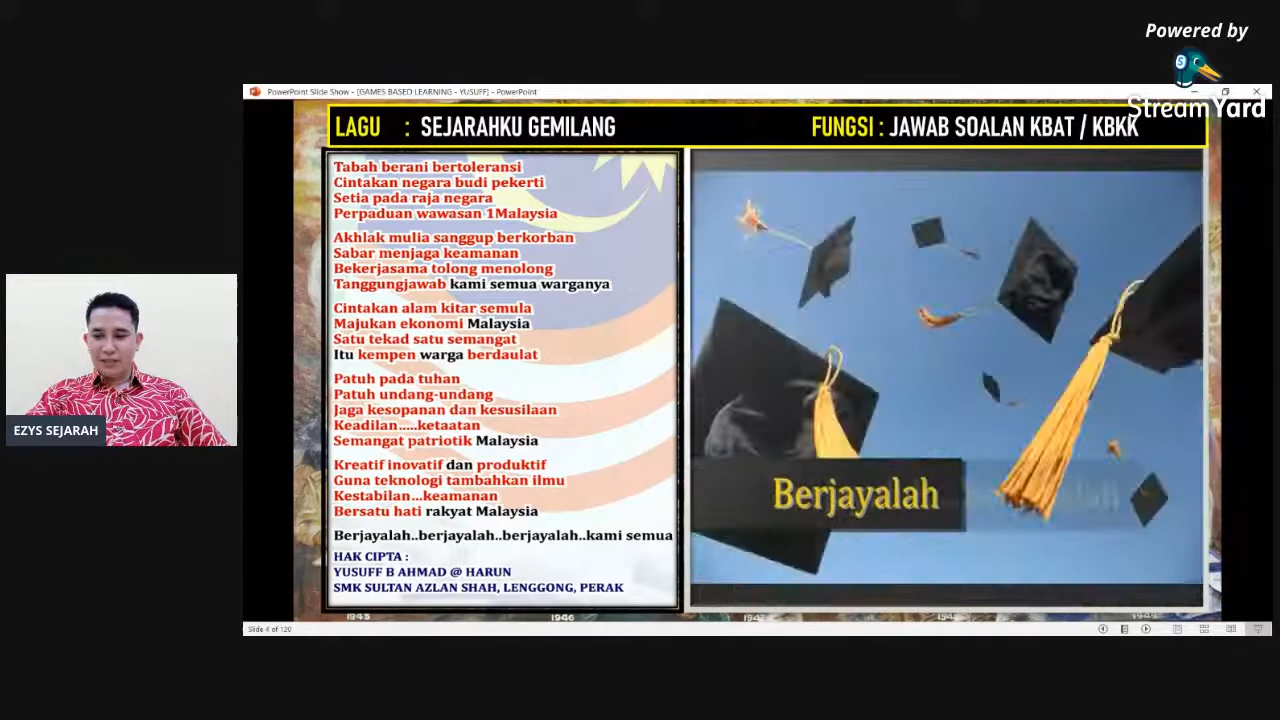 Powered by
StreamYard
PowerPoint Slide Show - [GAMES BASED LEARNING - YUSUFF] - PowerPoint
LAGU : SEJARAHKU GEMILANG
FUNGSI : JAWAB SOALAN KBAT / KBKK
Tabah berani bertoleransi
Cintakan negara budi pekerti
Setia pada raja negara
Perpaduan wawasan 1Malaysia
Akhlak mulia sanggup berkorban
Sabar menjaga keamanan
Bekerjasama tolong menolong
Tanggungjawab kami semua warganya
Cintakan alam kitar semula
Majukan ekonomi Malaysia
Satu tekad satu semangat
Itu kempen warga berdaulat
Patuh pada tuhan
Patuh undang-undang
Jaga kesopanan dan kesusilaan
Keadilan.....ketaatan
Semangat patriotik Malaysia
Kreatif inovatif dan produktif
Guna teknologi tambahkan ilmu
Kestabilan...keamanan
Bersatu hati rakyat Malaysia
Berjayalah..berjayalah..berjayalah..kami semua
HAK CIPTA :
YUSUFF B AHMAD @ HARUN
SMK SULTAN AZLAN SHAH, LENGGONG, PERAK
Berjayalah
EZYS SEJARAH
1945 1946
Slide 4 of 120